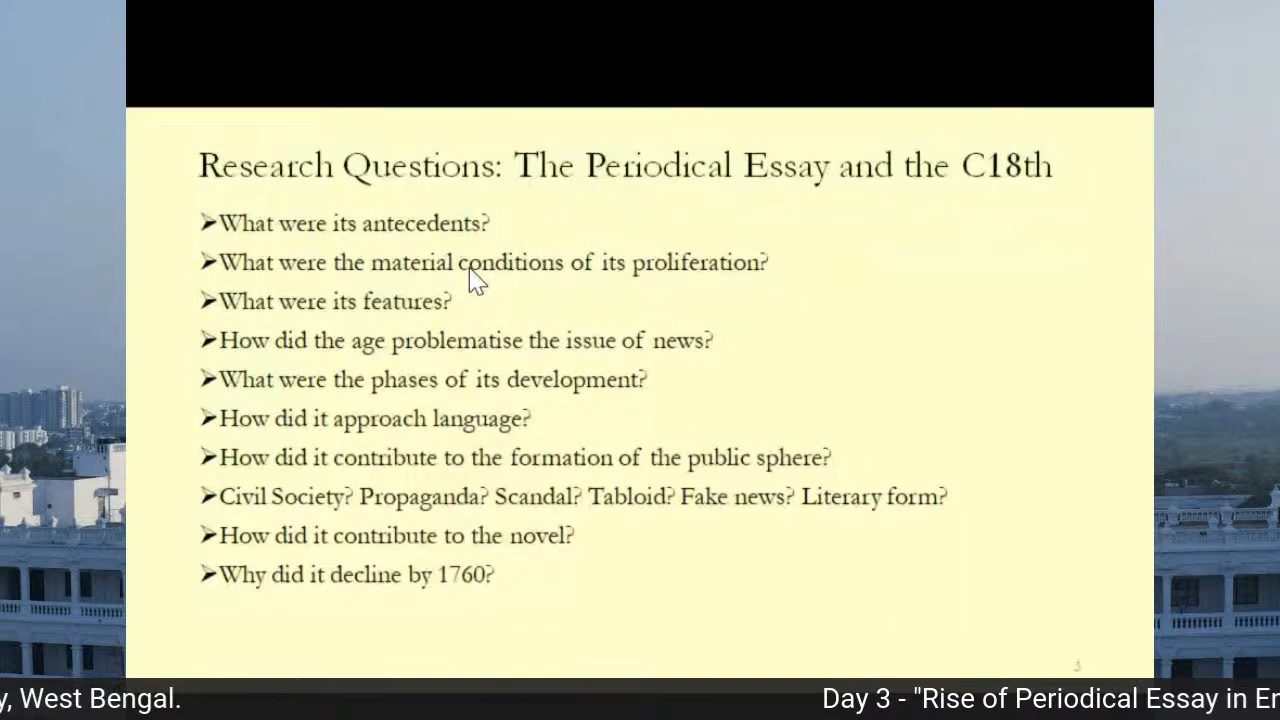 Research Questions: The Periodical Essay and the C18th
➢What were its antecedents?
➢What were the material conditions of its proliferation?
➢What were its features?
➢How did the age problematise the issue of news?
➢What were the phases of its development?
➢How did it approach language?
➢How did it contribute to the formation of the public sphere?
➢Civil Society? Propaganda? Scandal? Tabloid? Fake news? Literary form?
➢How did it contribute to the novel?
➢Why did it decline by 1760?
3
y, West Bengal. Day 3 - "Rise of Periodical Essay in En